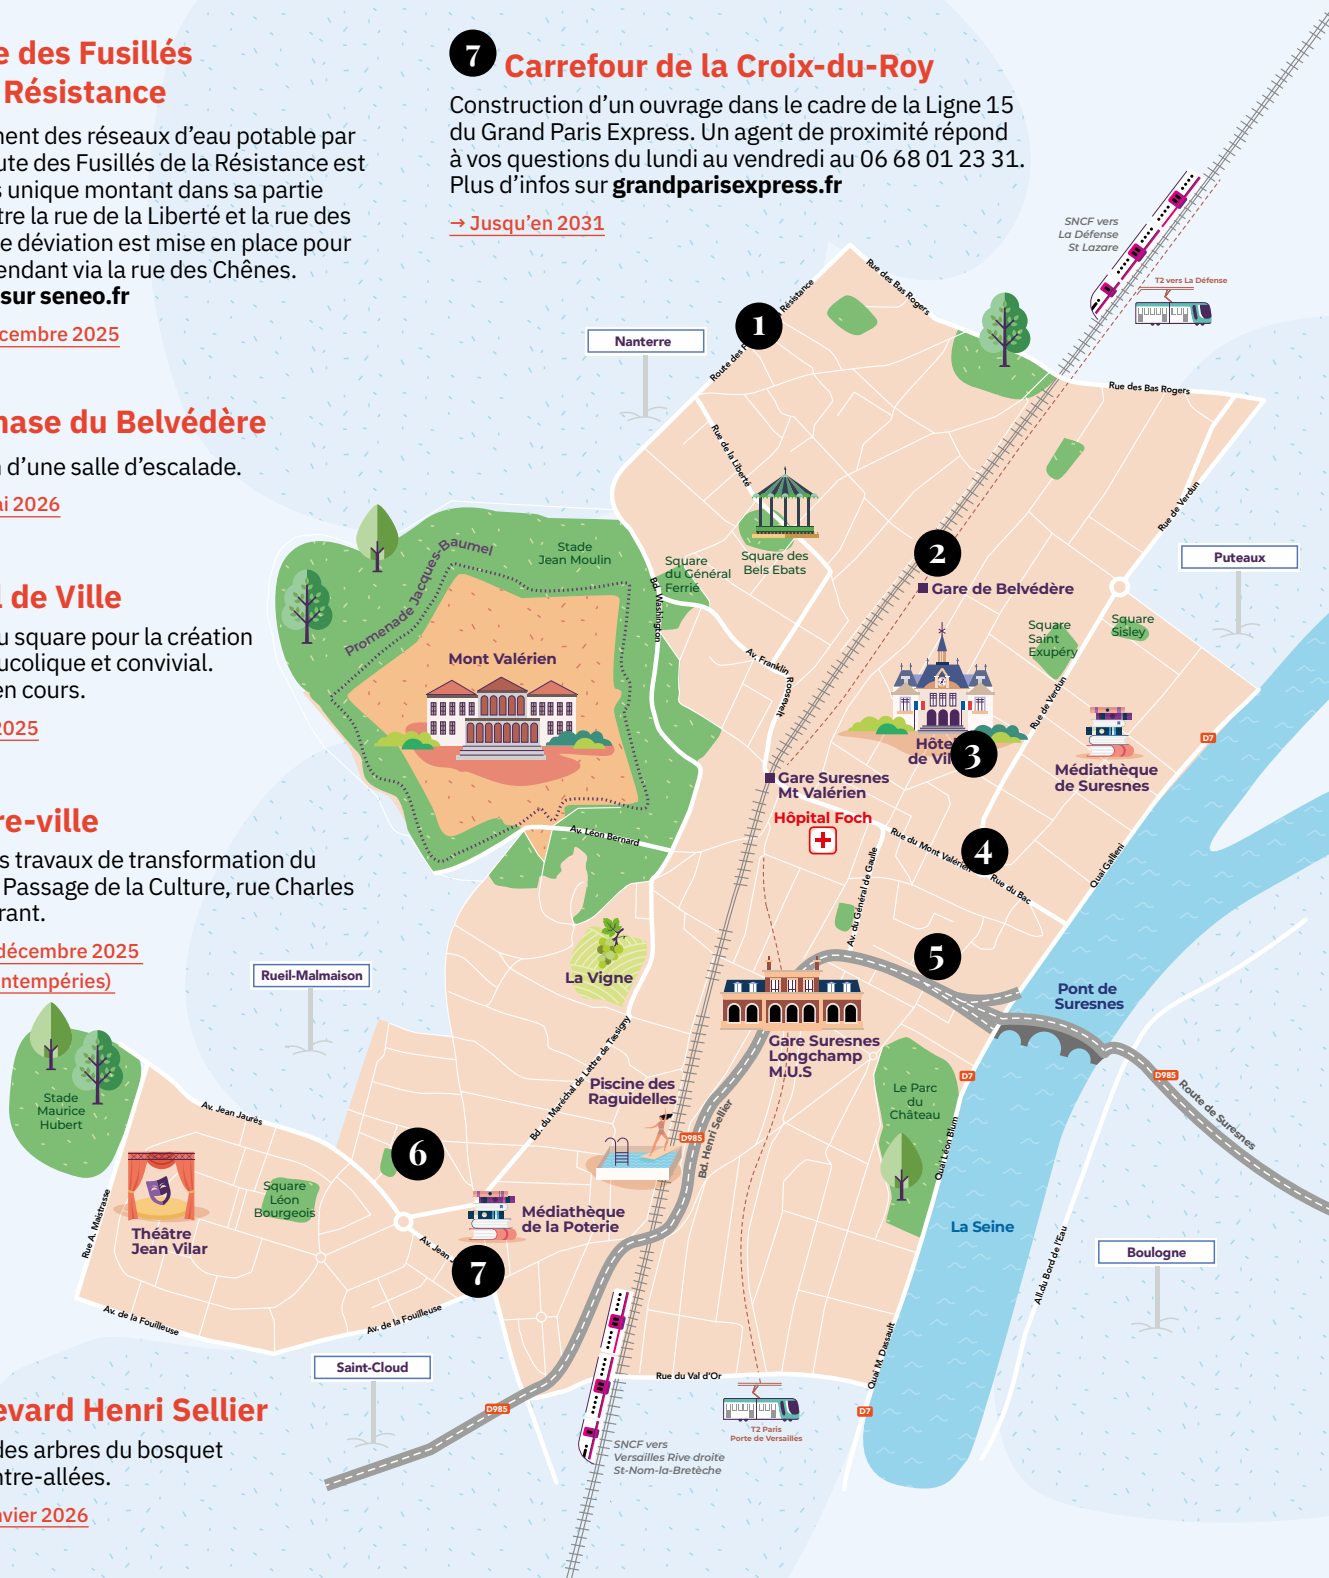 e des Fusillés
Résistance
ment des réseaux d’eau potable par
ute des Fusillés de la Résistance est
s unique montant dans sa partie
tre la rue de la Liberté et la rue des
e déviation est mise en place pour
endant via la rue des Chênes.
sur seneo.fr
cembre 2025
nase du Belvédère
n d’une salle d’escalade.
ai 2026
l de Ville
u square pour la création
ucolique et convivial.
en cours.
2025
re-ville
s travaux de transformation du
Passage de la Culture, rue Charles
rant.
décembre 2025
ntempéries)
evard Henri Sellier
des arbres du bosquet
ntre-allées.
nvier 2026
7 Carrefour de la Croix-du-Roy
Construction d’un ouvrage dans le cadre de la Ligne 15
du Grand Paris Express. Un agent de proximité répond
à vos questions du lundi au vendredi au 06 68 01 23 31.
Plus d’infos sur grandparisexpress.fr
→ Jusqu’en 2031
SNCF vers
La Défense
St Lazare
T2 vers La Défense
Rue des Bas Rogers
Route des
Résistance
1
Nanterre
Rue des Bas Rogers
Rue de la Liberté
Rue de Verdun
Puteaux
Promenade Jacques-Baumel
Stade
Jean Moulin
Square
du Général
Ferrié
Square des
Bels Ebats
2
Gare de Belvédère
Bd. Washington
Square
Saint
Exupéry
Square
Sisley
Mont Valérien
Av. Franklin
Roosevelt
Rue de Verdun
Hôte
de Vil
3
D7
Médiathèque
de Suresnes
Gare Suresnes
Mt Valérien
Hôpital Foch
Av. Léon Bernard
Rue du Mont Valérien
4
Rue du Bac
Quai Gallieni
Av. du Général de Gaulle
5
La Vigne
Rueil-Malmaison
Pont de
Suresnes
Gare Suresnes
Longchamp
M.U.S
Bd. du Maréchal de Lattre de Tassigny
Piscine des
Raguidelles
D985
Bd. Henri Sellier
D7
D985
Route de Suresnes
Le Parc
du
Château
Quai Léon Blum
Stade
Maurice
Hubert
Av. Jean Jaurès
6
Square
Léon
Bourgeois
Théâtre
Jean Vilar
Rue A. Maistrasse
Médiathèque
de la Poterie
Av. Jean J
7
La Seine
All.du Bord de l’Eau
Boulogne
Av. de la Fouilleuse
Av. de la Fouilleuse
Saint-Cloud
D985
Rue du Val d’Or
Quai M. Dassault
D7
T2 Paris
Porte de Versailles
SNCF vers
Versailles Rive droite
St-Nom-la-Bretèche